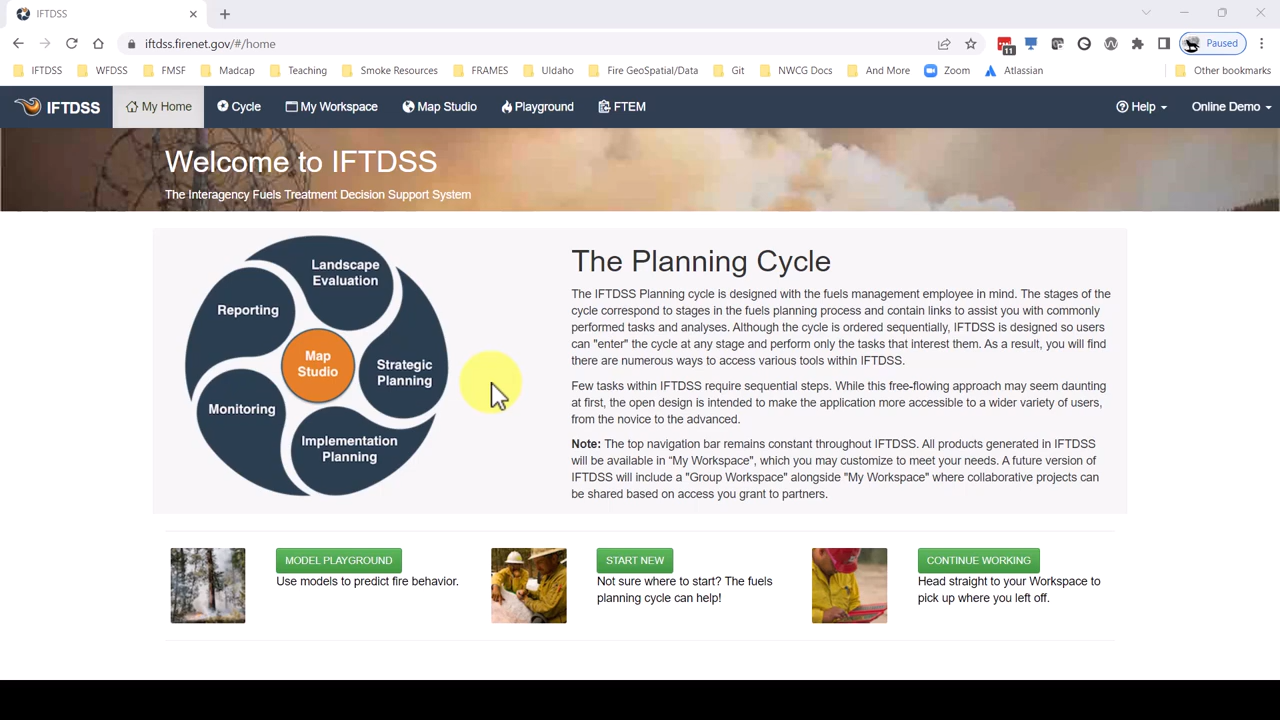 IFTDSS
iftdss.firenet.gov/#/home
11
Paused
IFTDSS WFDSS FMSF Madcap Teaching Smoke Resources FRAMES UIdaho Fire GeoSpatial/Data Git NWCG Docs And More Zoom Atlassian Other bookmarks
IFTDSS My Home Cycle My Workspace Map Studio Playground FTEM Help Online Demo
Welcome to IFTDSS
The Interagency Fuels Treatment Decision Support System
Landscape
Evaluation
Reporting
Map
Studio
Strategic
Planning
Monitoring
Implementation
Planning
The Planning Cycle
The IFTDSS Planning cycle is designed with the fuels management employee in mind. The stages of the
cycle correspond to stages in the fuels planning process and contain links to assist you with commonly
performed tasks and analyses. Although the cycle is ordered sequentially, IFTDSS is designed so users
can "enter" the cycle at any stage and perform only the tasks that interest them. As a result, you will find
there are numerous ways to access various tools within IFTDSS.
Few tasks within IFTDSS require sequential steps. While this free-flowing approach may seem daunting
at first, the open design is intended to make the application more accessible to a wider variety of users,
from the novice to the advanced.
Note: The top navigation bar remains constant throughout IFTDSS. All products generated in IFTDSS
will be available in “My Workspace”, which you may customize to meet your needs. A future version of
IFTDSS will include a "Group Workspace" alongside "My Workspace" where collaborative projects can
be shared based on access you grant to partners.
MODEL PLAYGROUND
Use models to predict fire behavior.
START NEW
Not sure where to start? The fuels
planning cycle can help!
CONTINUE WORKING
Head straight to your Workspace to
pick up where you left off.